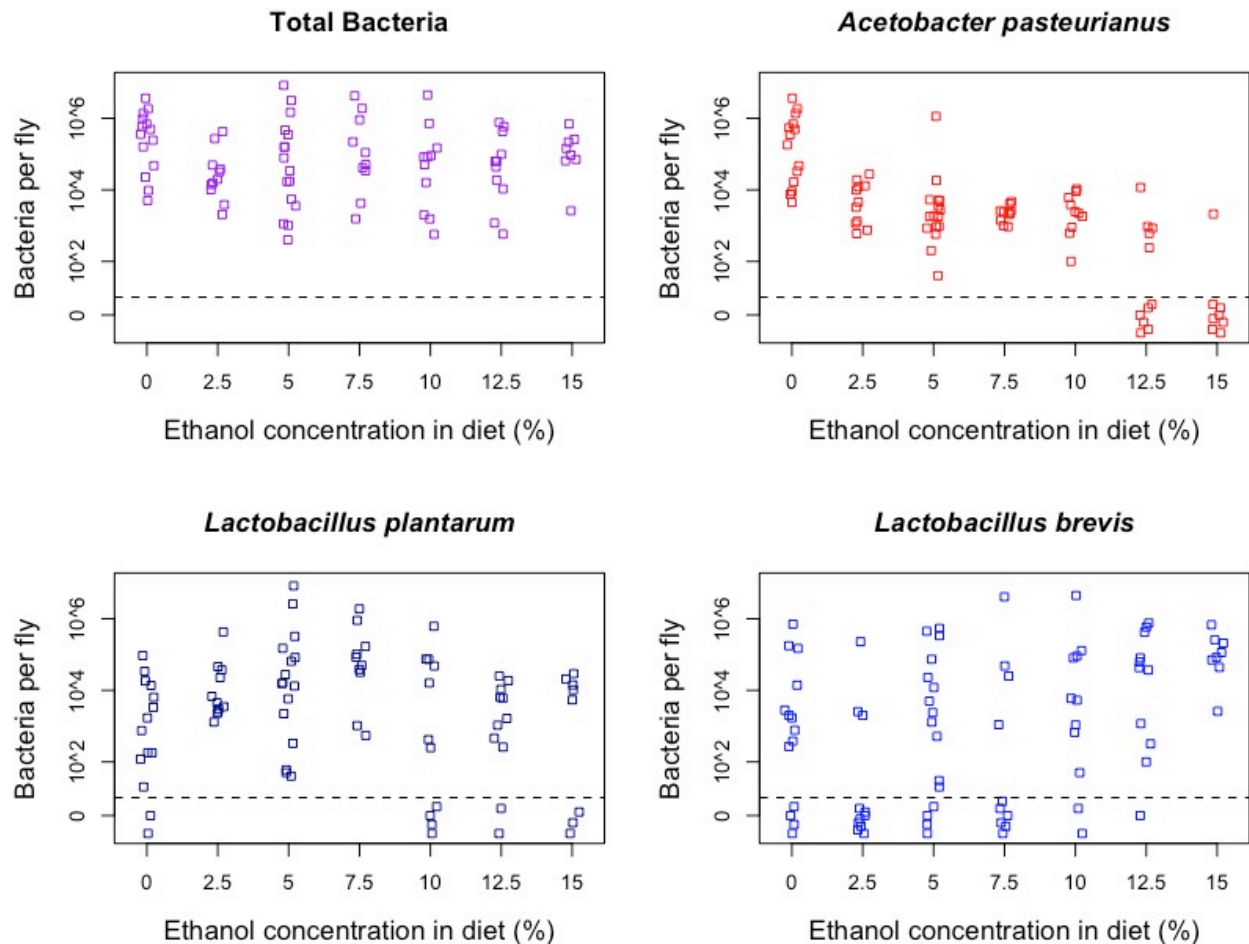 Total Bacteria
Bacteria per fly
10^6
10^4
10^2
0
0 2.5 5 7.5 10 12.5 15
Ethanol concentration in diet (%)
Acetobacter pasteurianus
Bacteria per fly
10^6
10^4
10^2
0
0 2.5 5 7.5 10 12.5 15
Ethanol concentration in diet (%)
Lactobacillus plantarum
Bacteria per fly
10^6
10^4
10^2
0
0 2.5 5 7.5 10 12.5 15
Ethanol concentration in diet (%)
Lactobacillus brevis
Bacteria per fly
10^6
10^4
10^2
0
0 2.5 5 7.5 10 12.5 15
Ethanol concentration in diet (%)